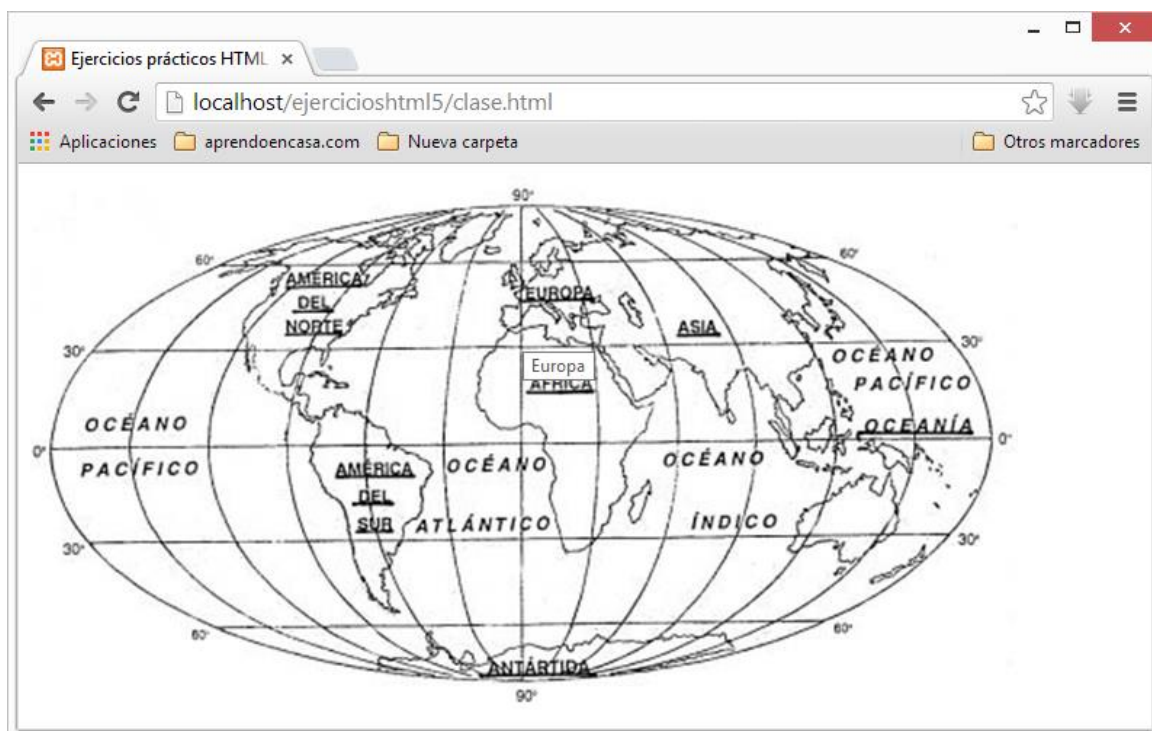 Ejercicios prácticos HTML
localhost/ejercicioshtml5/clase.html
Aplicaciones aprendoencasa.com Nueva carpeta Otros marcadores
90°
60° 60°
AMÉRICA
DEL
NORTE
EUROPA
ASIA
30° 30°
OCÉANO
PACÍFICO
Europa
ÁFRICA
OCÉANO
PACÍFICO
OCEANÍA
0° 0°
AMÉRICA
DEL
SUR
OCÉANO
ATLÁNTICO
OCÉANO
ÍNDICO
30° 30°
60° 60°
ANTÁRTIDA
90°